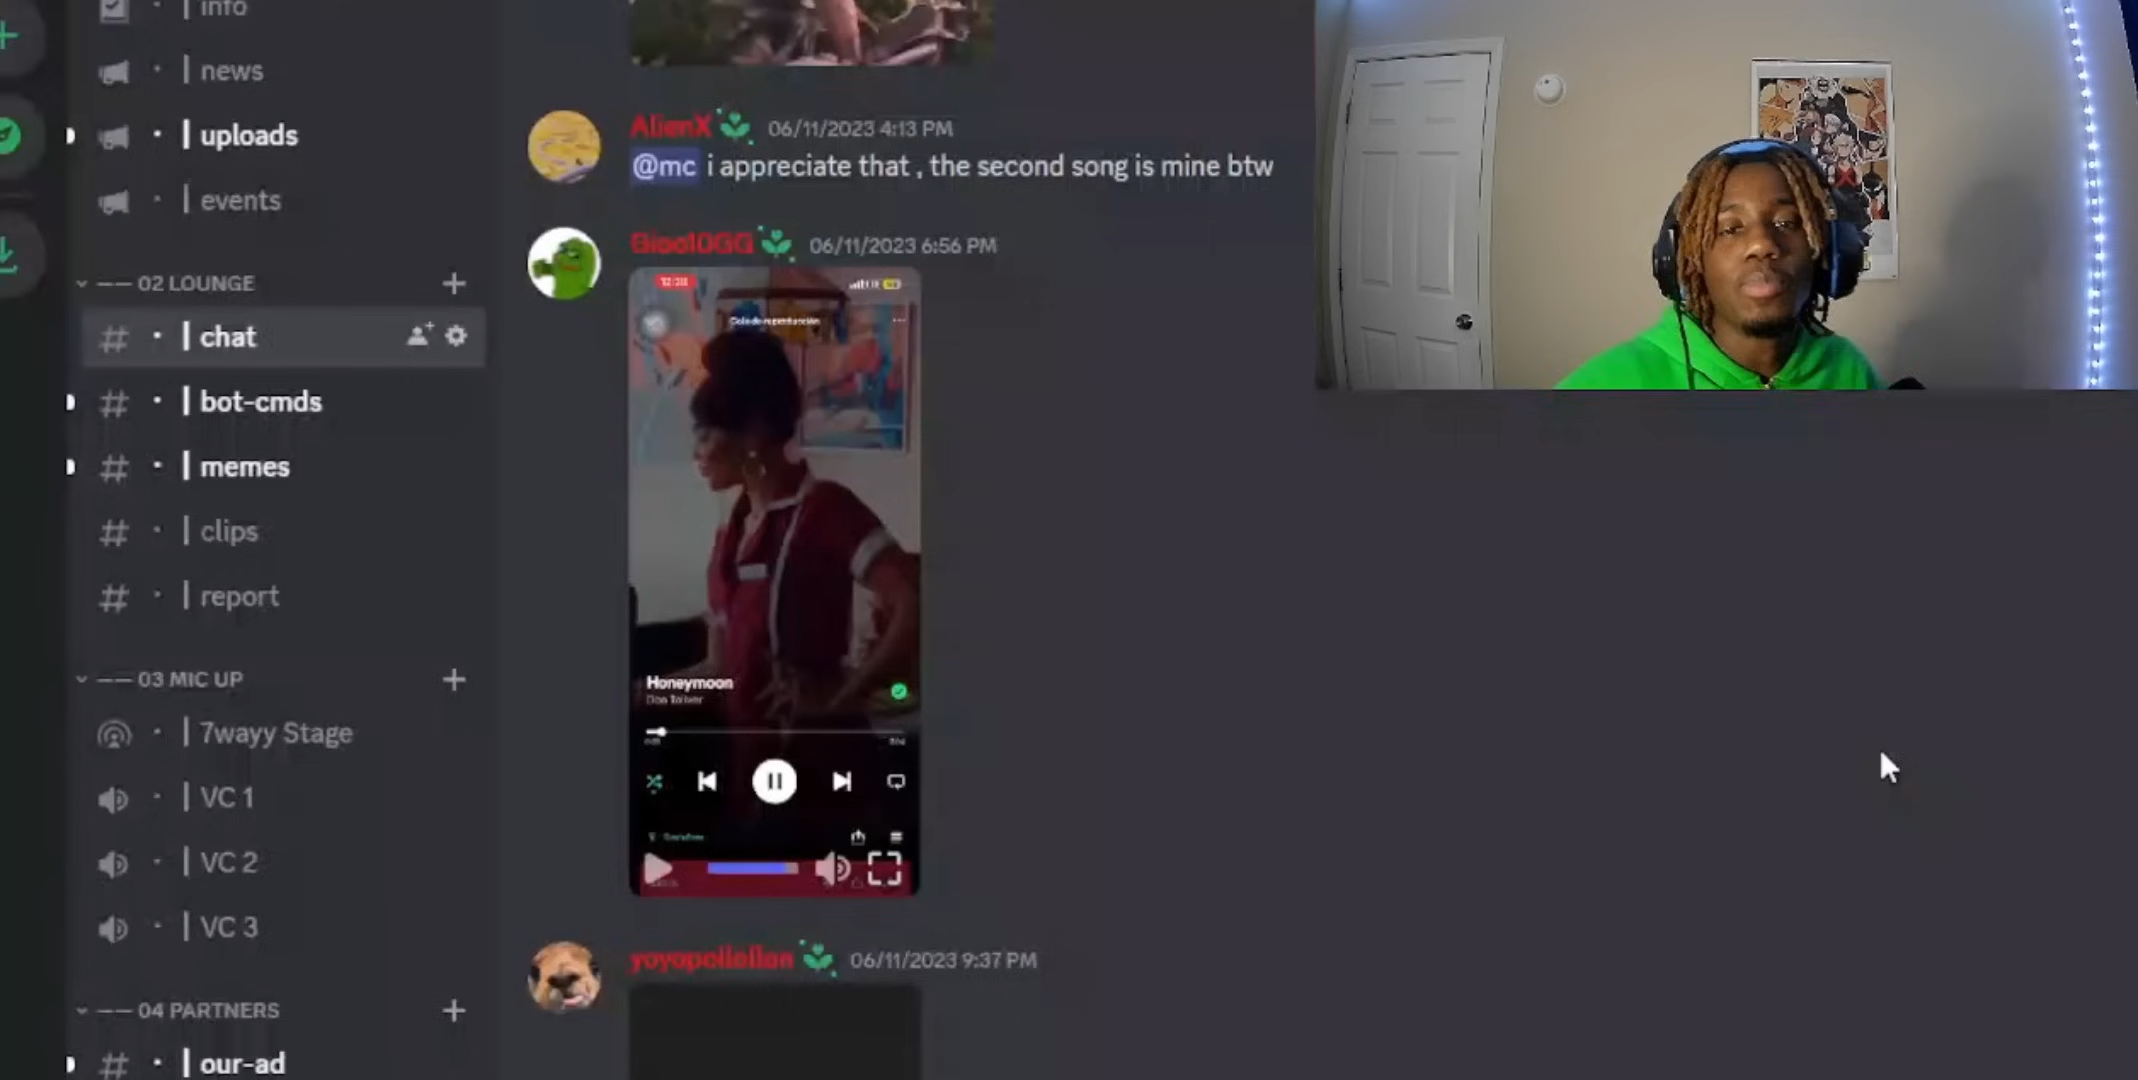 info
news
uploads
events
02 LOUNGE
chat
bot-cmds
memes
clips
report
03 MIC UP
7wayy Stage
VC 1
VC 2
VC 3
04 PARTNERS
our-ad
AlienX 06/11/2023 4:13 PM
@mc i appreciate that , the second song is mine btw
06/11/2023 6:56 PM
Honeymoon
Don Toliver
06/11/2023 9:37 PM